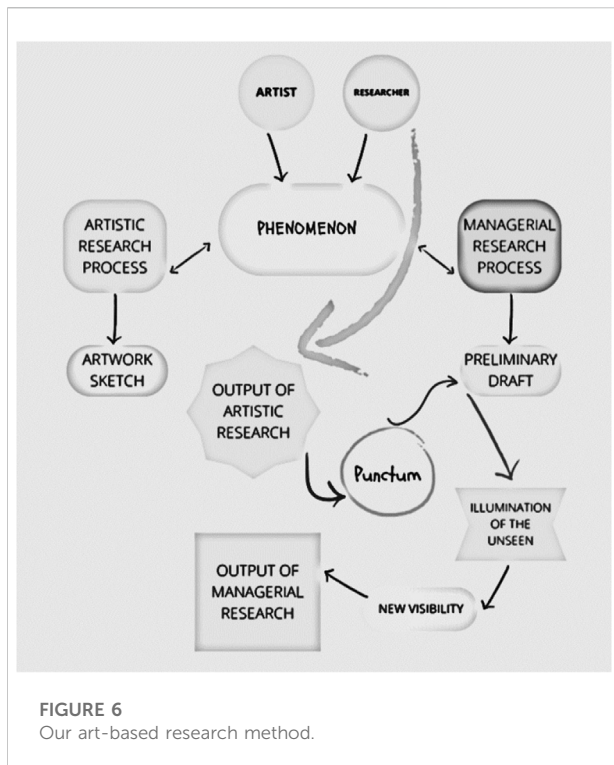 ARTIST
RESEARCHER
PHENOMENON
ARTISTIC
RESEARCH
PROCESS
MANAGERIAL
RESEARCH
PROCESS
ARTWORK
SKETCH
PRELIMINARY
DRAFT
OUTPUT OF
ARTISTIC
RESEARCH
Punctum
ILLUMINATION
OF THE
UNSEEN
OUTPUT OF
MANAGERIAL
RESEARCH
NEW VISIBILITY
FIGURE 6
Our art-based research method.